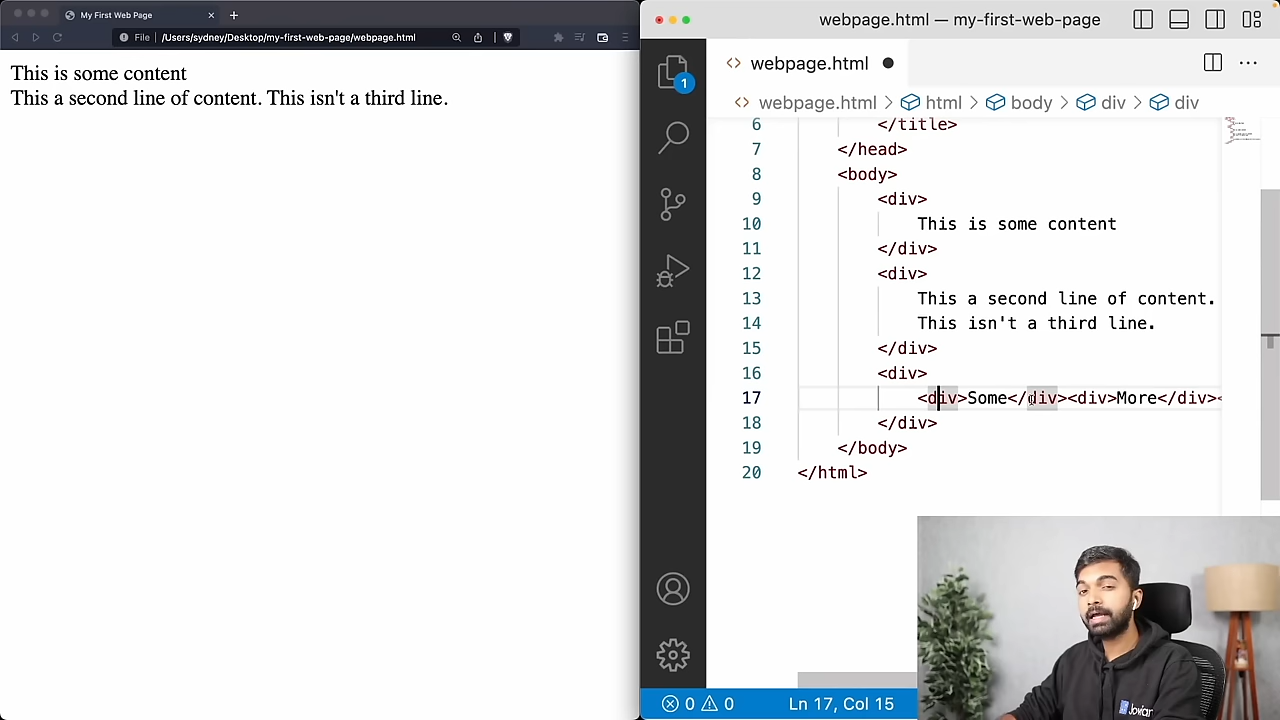 My First Web Page
File /Users/sydney/Desktop/my-first-web-page/webpage.html
This is some content
This a second line of content. This isn't a third line.
webpage.html — my-first-web-page
1
webpage.html
webpage.html > html > body > div > div
6 </title>
7 </head>
8 <body>
9 <div>
10 This is some content
11 </div>
12 <div>
13 This a second line of content.
14 This isn't a third line.
15 </div>
16 <div>
17 <div>Some</div><div>More</div><
18 </div>
19 </body>
20 </html>
0 0
Ln 17, Col 15